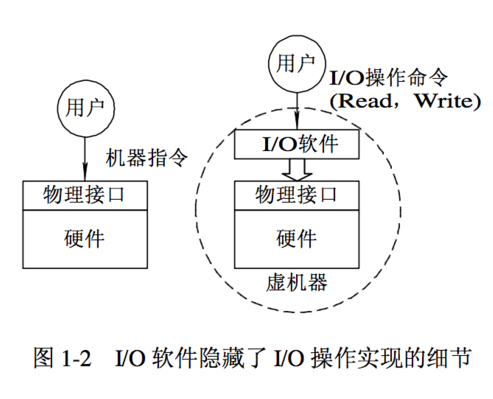 用户
机器指令
物理接口
硬件
用户
I/O操作命令
(Read，Write)
I/O软件
物理接口
硬件
虚机器
图 1-2 I/O 软件隐藏了 I/O 操作实现的细节